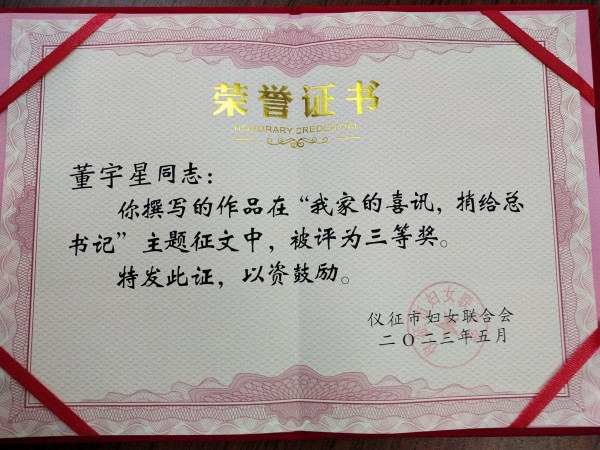 荣誉证书
HONORARY CREDENTIAL
董宇星同志：
你撰写的作品在“我家的喜讯，捎给总
书记”主题征文中，被评为三等奖。
特发此证，以资鼓励。
仪征市妇女联合会
二〇二三年五月